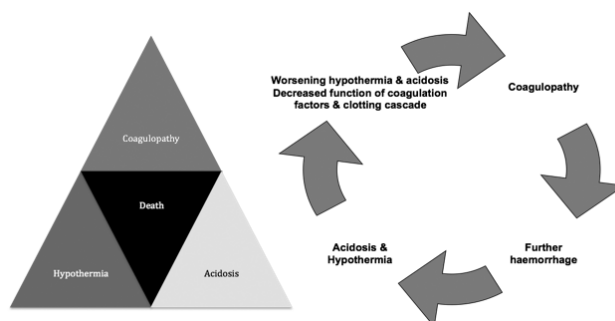 Coagulopathy
Death
Hypothermia
Acidosis
Worsening hypothermia & acidosis
Decreased function of coagulation
factors & clotting cascade
Coagulopathy
Further
haemorrhage
Acidosis &
Hypothermia